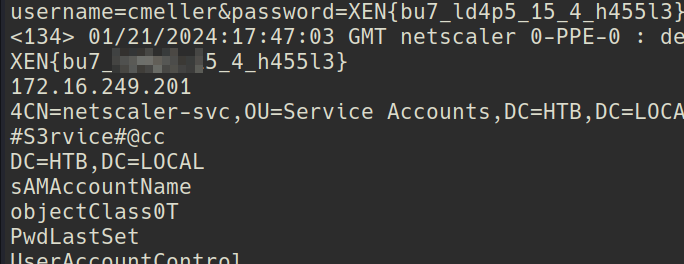 username=cmeller&password=XEN{bu7_ld4p5_15_4_h455l3}
<134> 01/21/2024:17:47:03 GMT netscaler 0-PPE-0 : de
XEN{bu7_ 5_4_h455l3}
172.16.249.201
4CN=netscaler-svc,OU=Service Accounts,DC=HTB,DC=LOCA
#S3rvice#@cc
DC=HTB,DC=LOCAL
sAMAccountName
objectClass0T
PwdLastSet
UserAccountControl